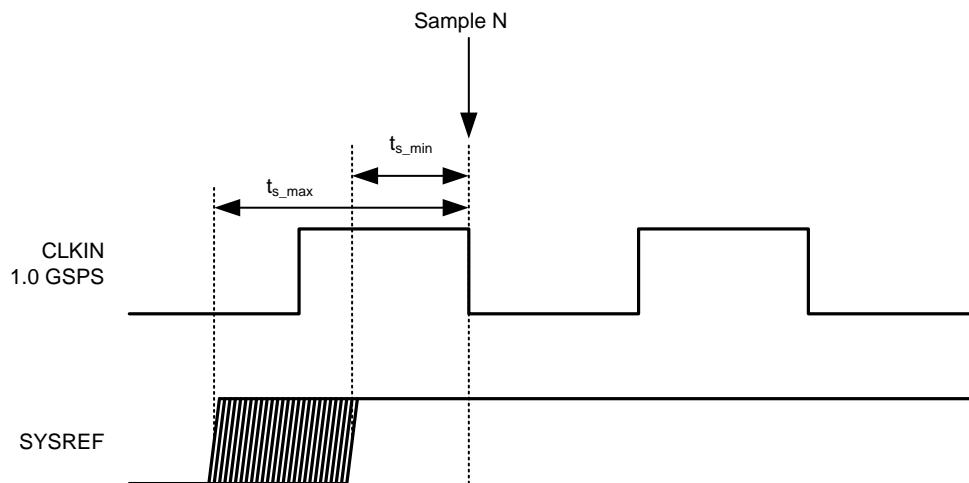 Sample N
t_s_min
t_s_max
CLKIN
1.0 GSPS
SYSREF